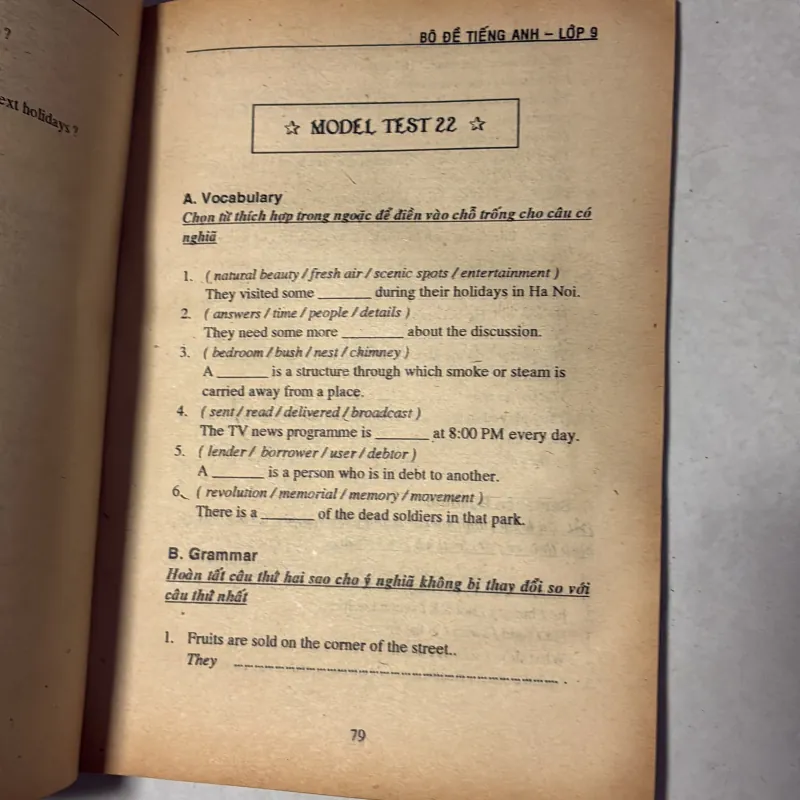 ?
ext holidays ?
BỘ ĐỀ TIẾNG ANH – LỚP 9
☆ MODEL TEST 22 ☆
A. Vocabulary
Chọn từ thích hợp trong ngoặc để điền vào chỗ trống cho câu có
nghiã
1. ( natural beauty / fresh air / scenic spots / entertainment )
They visited some _______ during their holidays in Ha Noi.
2. ( answers / time / people / details )
They need some more ________ about the discussion.
3. ( bedroom / bush / nest / chimney )
A _______ is a structure through which smoke or steam is
carried away from a place.
4. ( sent / read / delivered / broadcast )
The TV news programme is _______ at 8:00 PM every day.
5. ( lender / borrower / user / debtor )
A _______ is a person who is in debt to another.
6. ( revolution / memorial / memory / movement )
There is a _______ of the dead soldiers in that park.
B. Grammar
Hoàn tất câu thứ hai sao cho ý nghiã không bị thay đổi so với
câu thứ nhất
1. Fruits are sold on the corner of the street..
They ------------------------------------------------ .
79